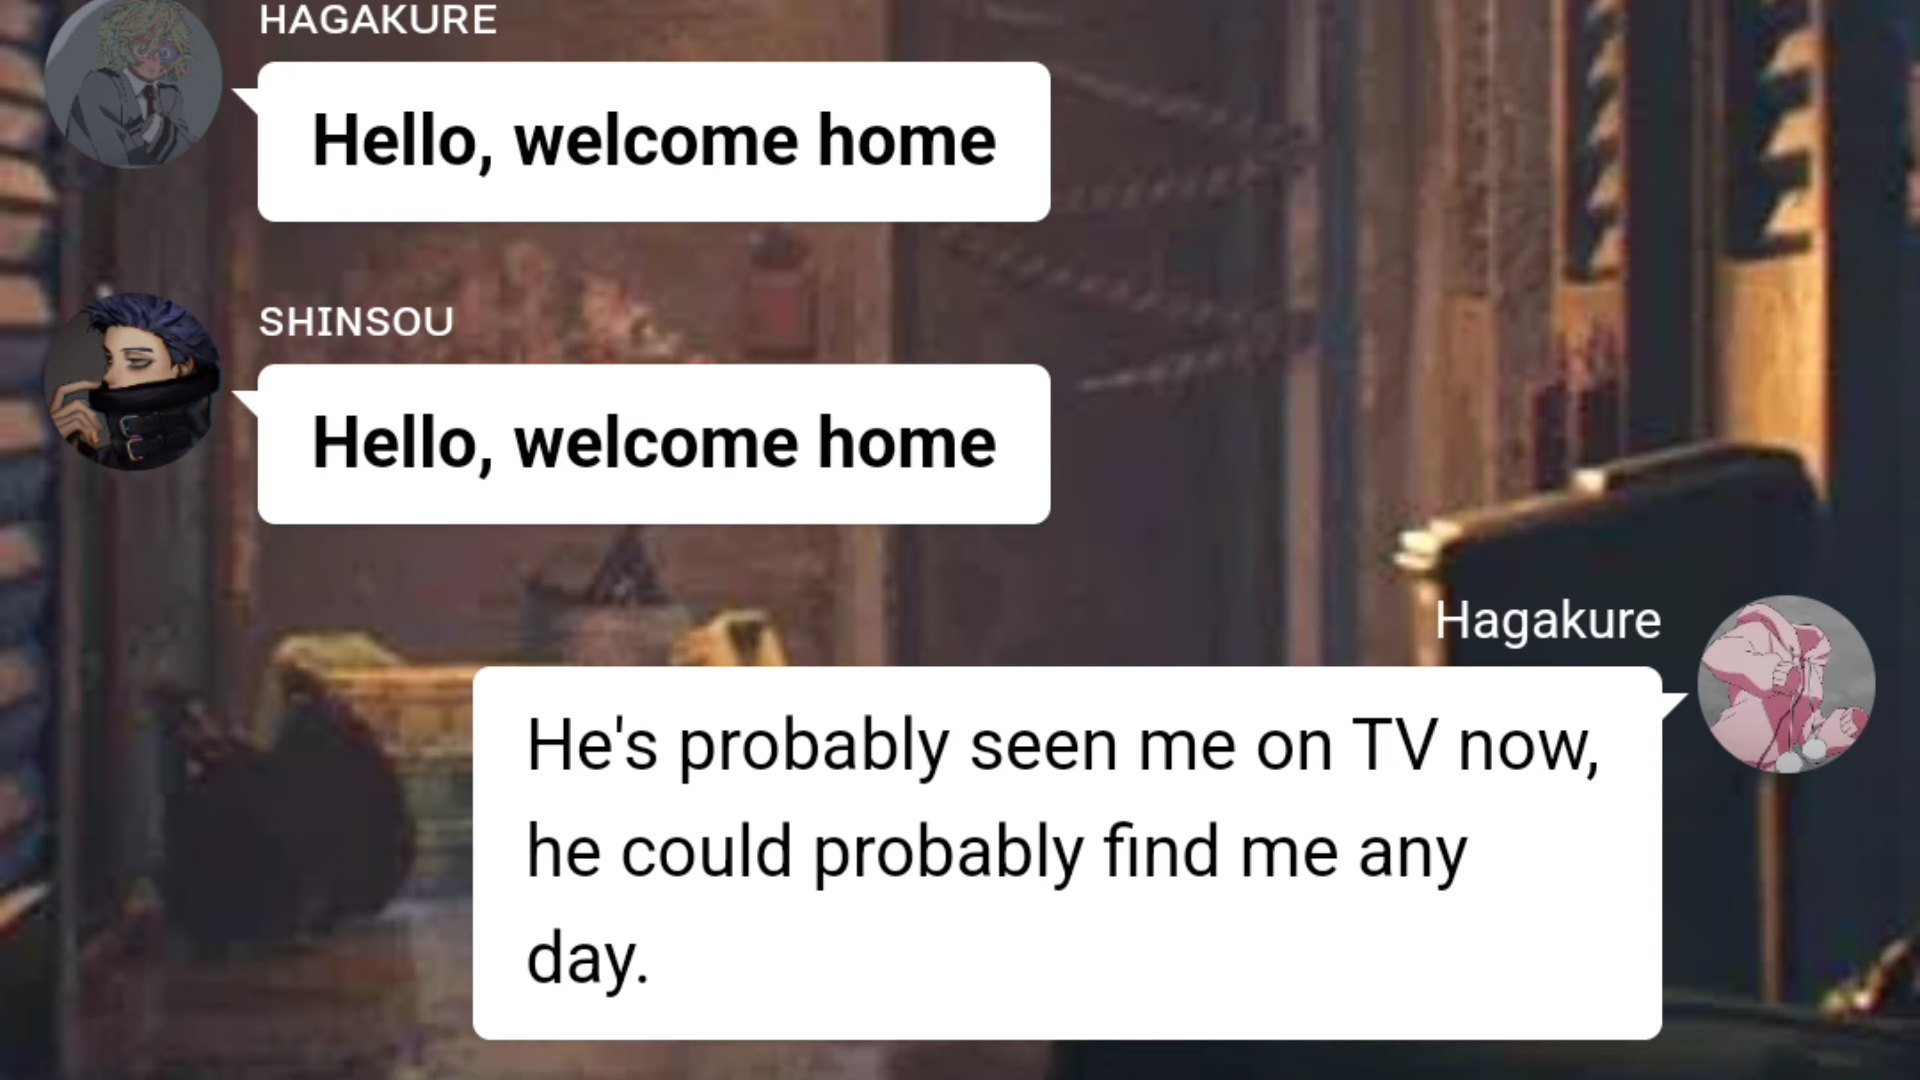 HAGAKURE
Hello, welcome home
SHINSOU
Hello, welcome home
Hagakure
He's probably seen me on TV now,
he could probably find me any
day.